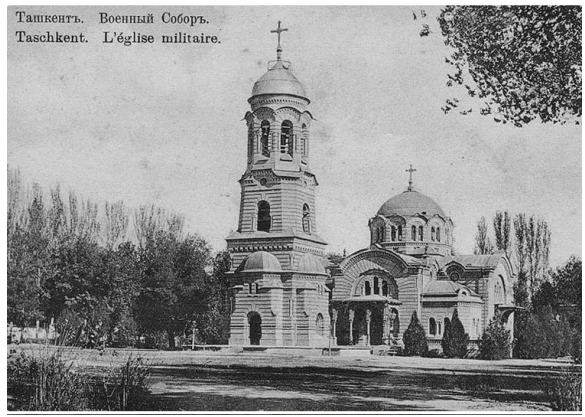 Ташкентъ. Военный Соборъ.
Taschkent. L'église militaire.